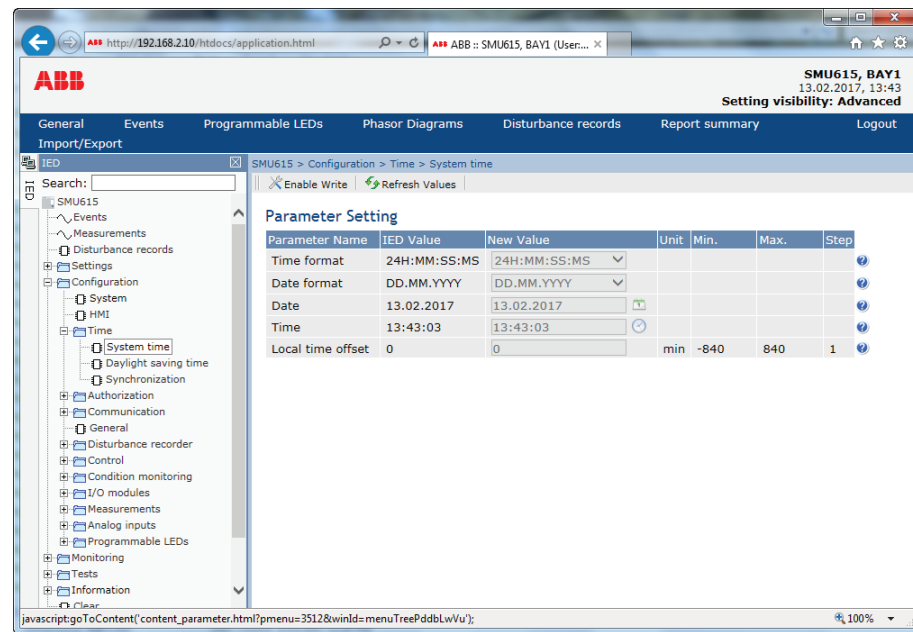 http://192.168.2.10/htdocs/application.html
ABB :: SMU615, BAY1 (User:...
ABB
SMU615, BAY1
13.02.2017, 13:43
Setting visibility: Advanced
General Events Programmable LEDs Phasor Diagrams Disturbance records Report summary Logout
Import/Export
IED
SMU615 > Configuration > Time > System time
IED
Search:
Enable Write Refresh Values
SMU615
Events
Measurements
Disturbance records
Settings
Configuration
System
HMI
Time
System time
Daylight saving time
Synchronization
Authorization
Communication
General
Disturbance recorder
Control
Condition monitoring
I/O modules
Measurements
Analog inputs
Programmable LEDs
Monitoring
Tests
Information
Clear
Parameter Setting
Parameter Name IED Value New Value Unit Min. Max. Step
Time format 24H:MM:SS:MS 24H:MM:SS:MS
Date format DD.MM.YYYY DD.MM.YYYY
Date 13.02.2017 13.02.2017
Time 13:43:03 13:43:03
Local time offset 0 0 min -840 840 1
javascript:goToContent('content_parameter.html?pmenu=3512&winId=menuTreePddbLwVu');
100%